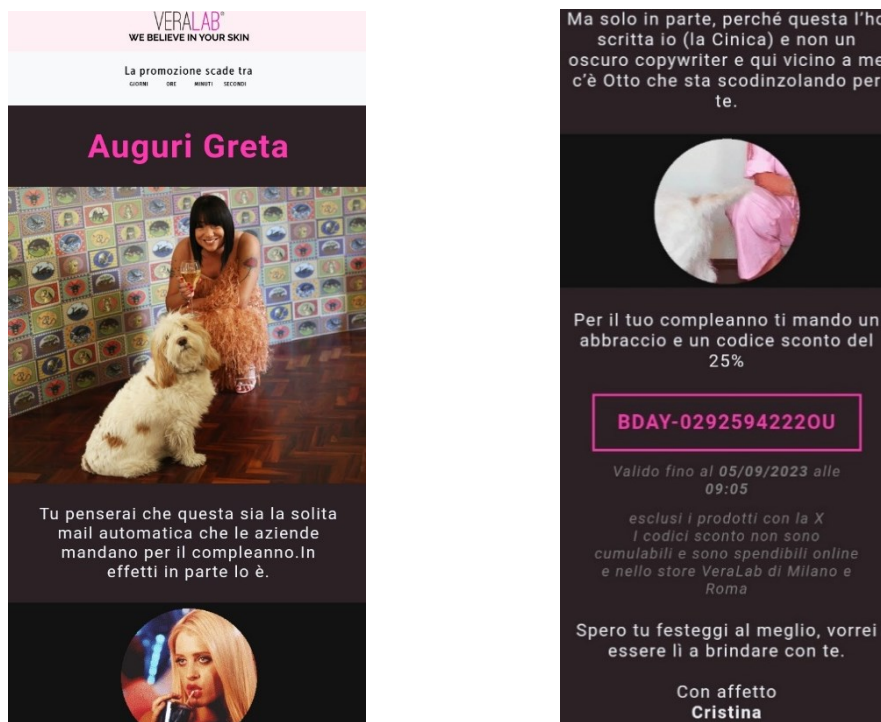 VERALAB®
WE BELIEVE IN YOUR SKIN
La promozione scade tra
GIORNI ORE MINUTI SECONDI
Auguri Greta
Tu penserai che questa sia la solita
mail automatica che le aziende
mandano per il compleanno.In
effetti in parte lo è.
Ma solo in parte, perché questa l'ho
scritta io (la Cinica) e non un
oscuro copywriter e qui vicino a me
c'è Otto che sta scodinzolando per
te.
Per il tuo compleanno ti mando un
abbraccio e un codice sconto del
25%
BDAY-0292594222OU
Valido fino al 05/09/2023 alle
09:05
esclusi i prodotti con la X
I codici sconto non sono
cumulabili e sono spendibili online
e nello store VeraLab di Milano e
Roma
Spero tu festeggi al meglio, vorrei
essere lì a brindare con te.
Con affetto
Cristina